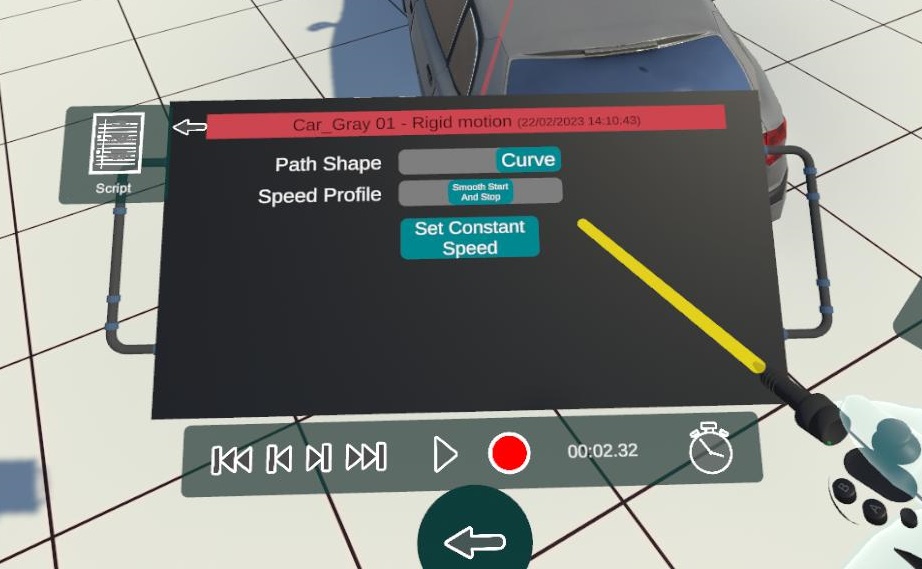 Car_Gray 01 - Rigid motion (22/02/2023 14:10:43)
Script
Path Shape
Curve
Speed Profile
Smooth Start
And Stop
Set Constant
Speed
00:02.32
B
A